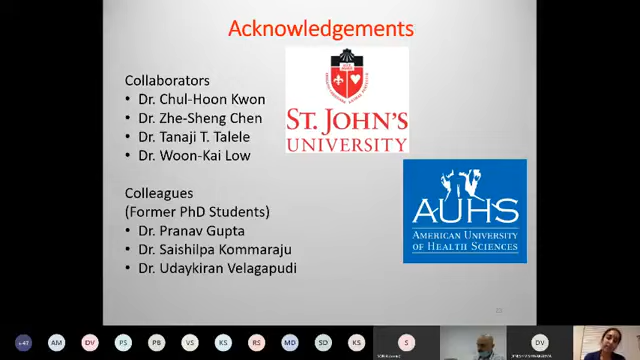 Acknowledgements
Collaborators
• Dr. Chul-Hoon Kwon
• Dr. Zhe-Sheng Chen
• Dr. Tanaji T. Talele
• Dr. Woon-Kai Low
ST. JOHN'S
UNIVERSITY
Colleagues
(Former PhD Students)
• Dr. Pranav Gupta
• Dr. Saishilpa Kommaraju
• Dr. Udaykiran Velagapudi
AUHS
AMERICAN UNIVERSITY
OF HEALTH SCIENCES
+47 AM DV PS PB VS KS RS MD SD KS S DV